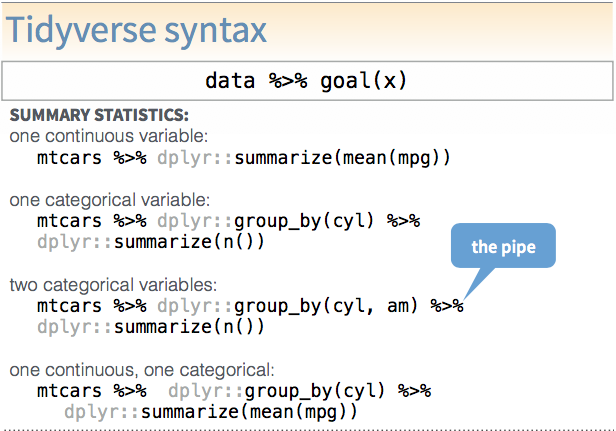 Tidyverse syntax
data %>% goal(x)
SUMMARY STATISTICS:
one continuous variable:
mtcars %>% dplyr::summarize(mean(mpg))
one categorical variable:
mtcars %>% dplyr::group_by(cyl) %>%
dplyr::summarize(n())
the pipe
two categorical variables:
mtcars %>% dplyr::group_by(cyl, am) %>%
dplyr::summarize(n())
one continuous, one categorical:
mtcars %>%  dplyr::group_by(cyl) %>%
dplyr::summarize(mean(mpg))